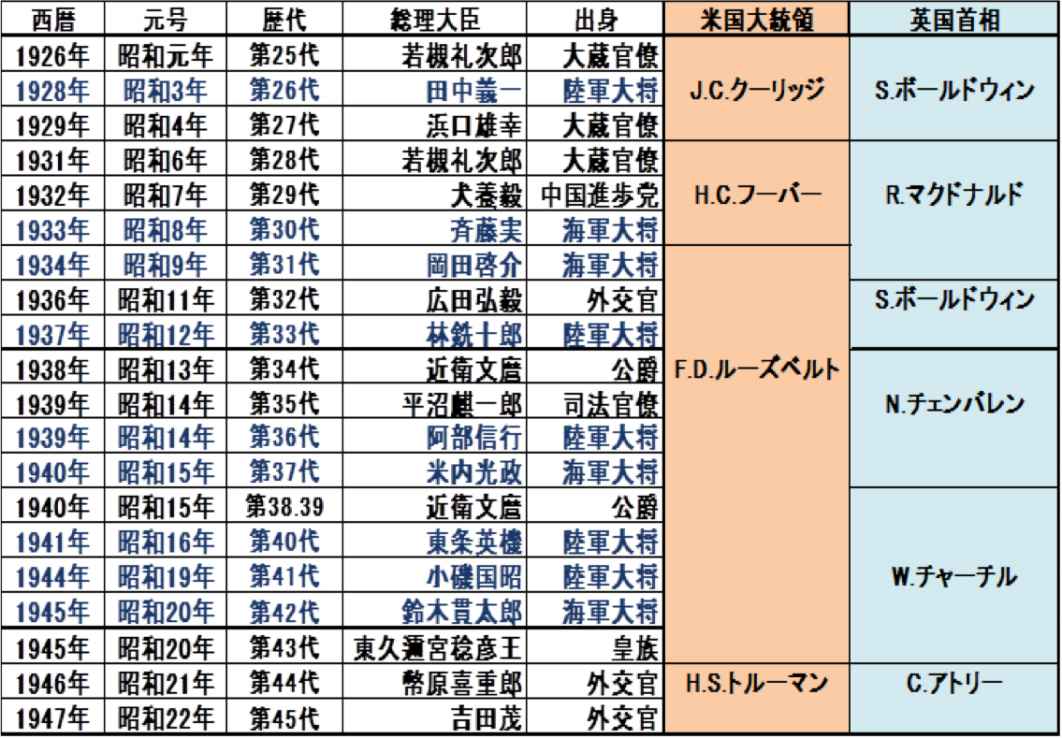 西暦 元号 歴代 総理大臣 出身 米国大統領 英国首相
1926年 昭和元年 第25代 若槻礼次郎 大蔵官僚
1928年 昭和3年 第26代 田中義一 陸軍大将 J.C.クーリッジ S.ボールドウィン
1929年 昭和4年 第27代 浜口雄幸 大蔵官僚
1931年 昭和6年 第28代 若槻礼次郎 大蔵官僚
1932年 昭和7年 第29代 犬養毅 中国進歩党 H.C.フーバー R.マクドナルド
1933年 昭和8年 第30代 斉藤実 海軍大将
1934年 昭和9年 第31代 岡田啓介 海軍大将
1936年 昭和11年 第32代 広田弘毅 外交官 S.ボールドウィン
1937年 昭和12年 第33代 林銑十郎 陸軍大将
1938年 昭和13年 第34代 近衛文麿 公爵 F.D.ルーズベルト
1939年 昭和14年 第35代 平沼麒一郎 司法官僚 N.チェンバレン
1939年 昭和14年 第36代 阿部信行 陸軍大将
1940年 昭和15年 第37代 米内光政 海軍大将
1940年 昭和15年 第38.39 近衛文麿 公爵
1941年 昭和16年 第40代 東条英機 陸軍大将
1944年 昭和19年 第41代 小磯国昭 陸軍大将 W.チャーチル
1945年 昭和20年 第42代 鈴木貫太郎 海軍大将
1945年 昭和20年 第43代 東久邇宮稔彦王 皇族
1946年 昭和21年 第44代 幣原喜重郎 外交官 H.S.トルーマン C.アトリー
1947年 昭和22年 第45代 吉田茂 外交官